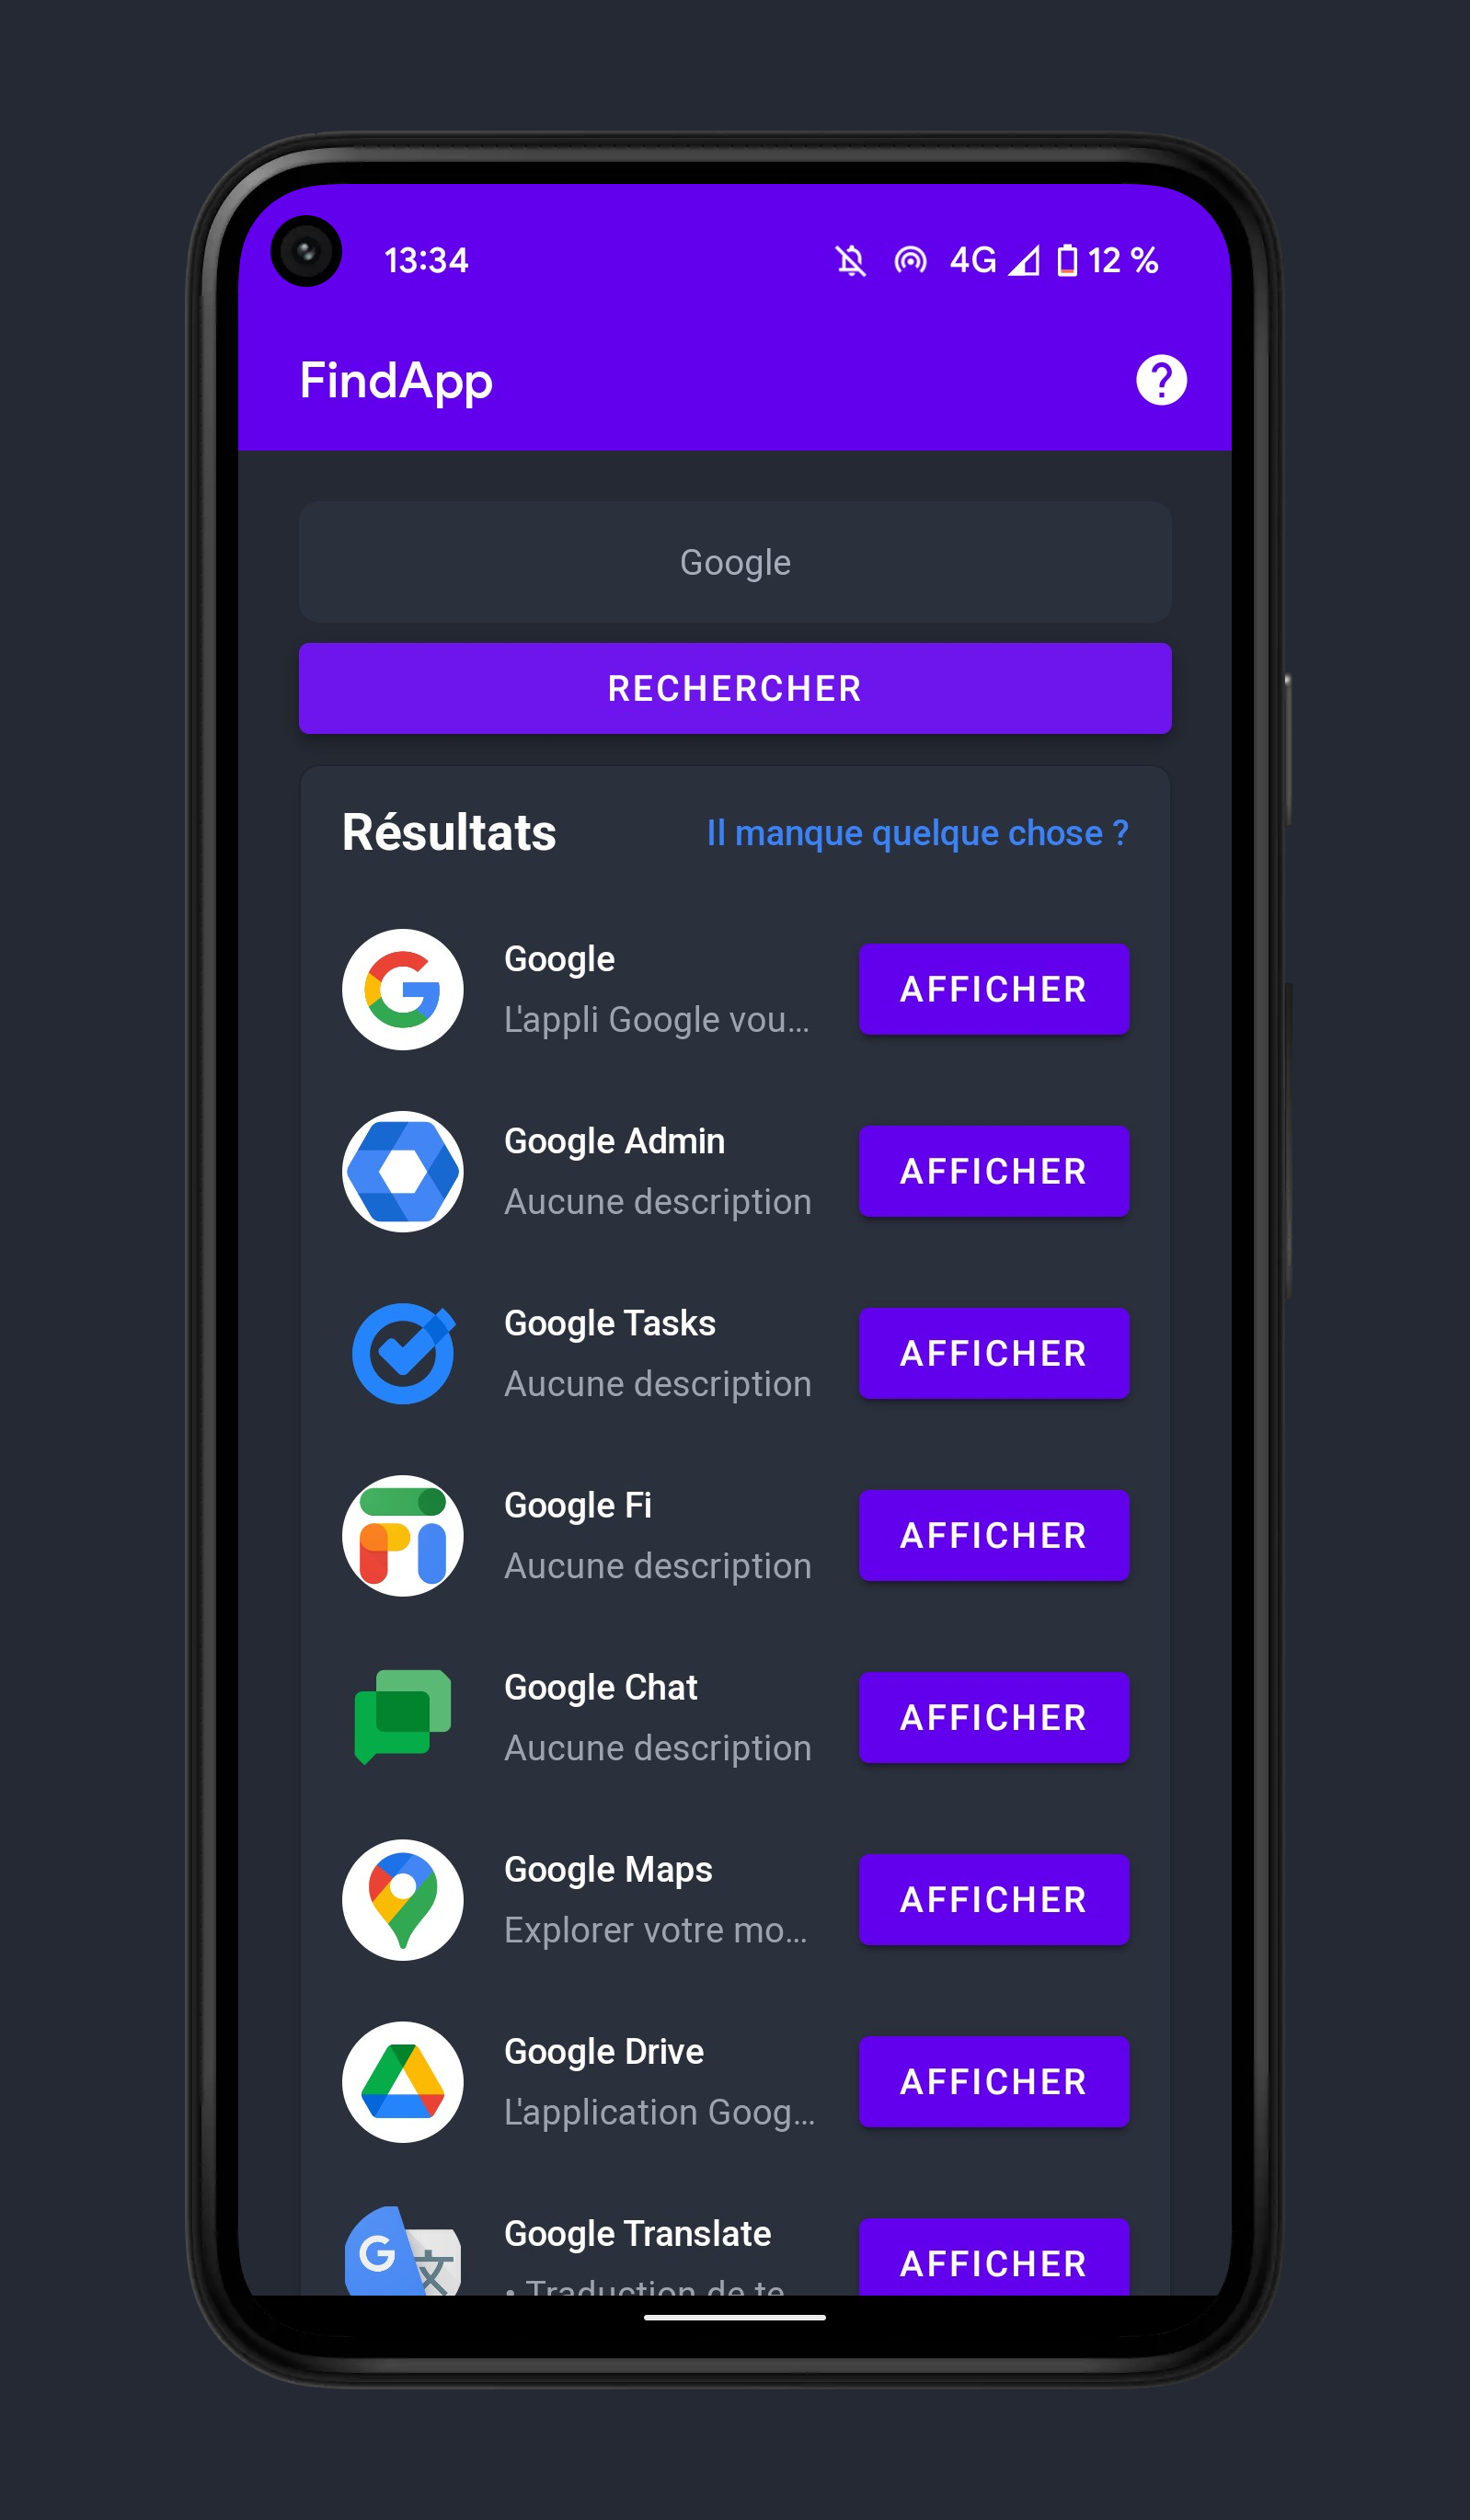 13:34
4G 12 %
FindApp
Google
RECHERCHER
Résultats
Il manque quelque chose ?
Google
L'appli Google vou...
AFFICHER
Google Admin
Aucune description
AFFICHER
Google Tasks
Aucune description
AFFICHER
Google Fi
Aucune description
AFFICHER
Google Chat
Aucune description
AFFICHER
Google Maps
Explorer votre mo...
AFFICHER
Google Drive
L'application Goog...
AFFICHER
G 文
Google Translate
• Traduction de te
AFFICHER